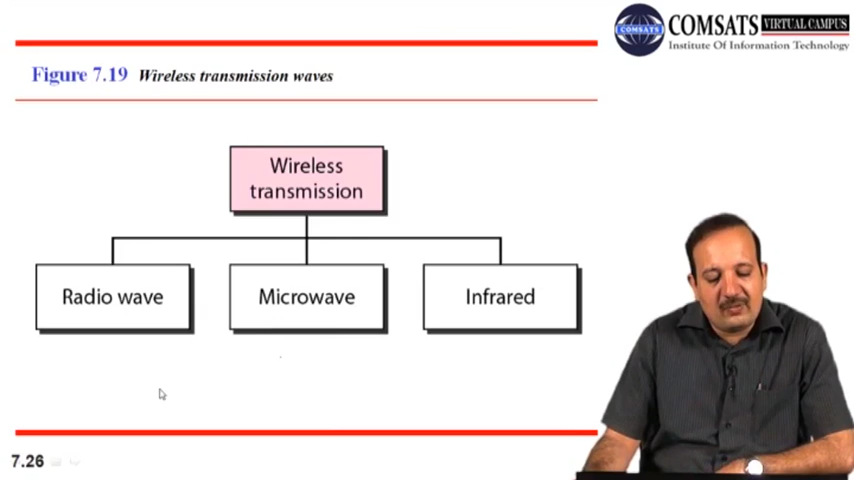 COMSATS VIRTUAL CAMPUS
COMSATS
Institute Of Information Technology
Figure 7.19 Wireless transmission waves
Wireless
transmission
Radio wave
Microwave
Infrared
7.26